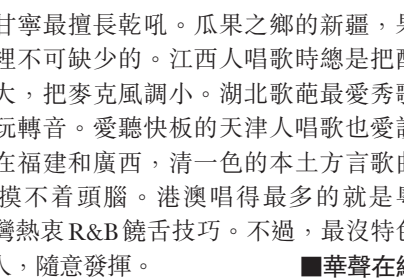 甘寧最擅長乾吼。瓜果之鄉的新疆，果
裡不可缺少的。江西人唱歌時總是把
大，把麥克風調小。湖北歌葩最愛秀歌
玩轉音。愛聽快板的天津人唱歌也愛
在福建和廣西，清一色的本土方言歌曲
摸不着頭腦。港澳唱得最多的就是
灣熱衷R&B饒舌技巧。不過，最沒特色
人，隨意發揮。 ■華聲在